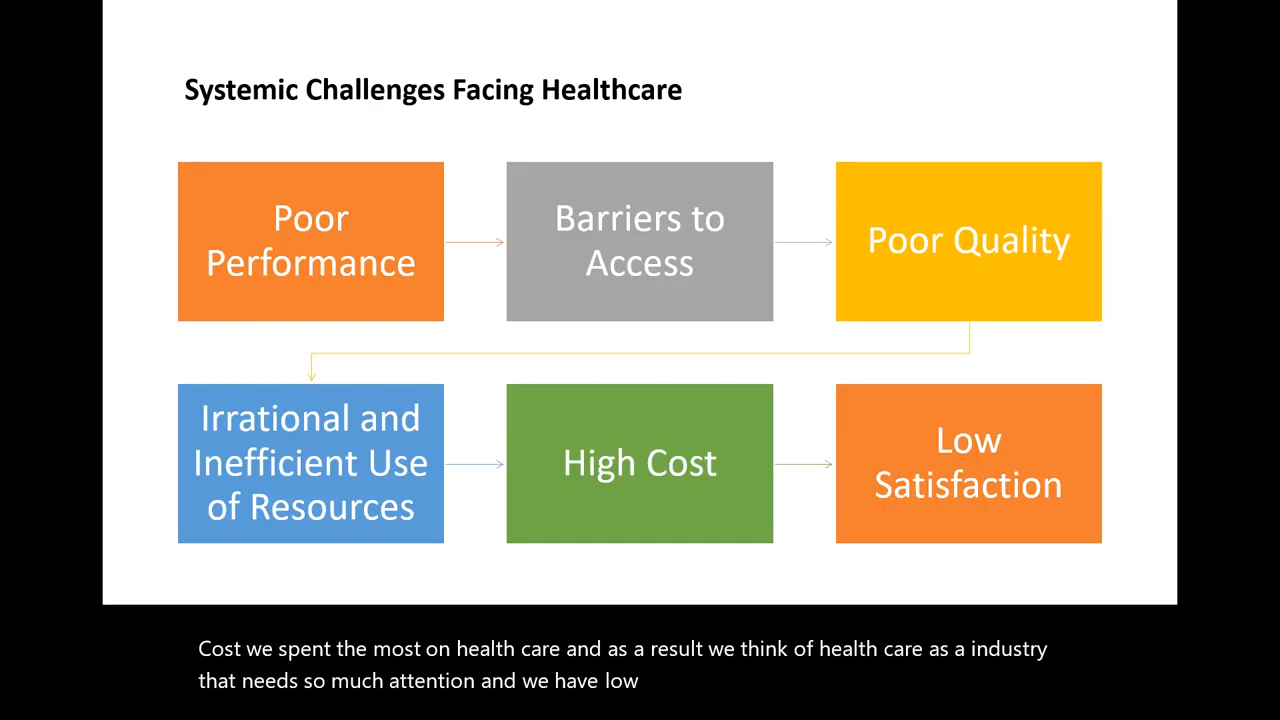 Systemic Challenges Facing Healthcare
Poor
Performance
Barriers to
Access
Poor Quality
Irrational and
Inefficient Use
of Resources
High Cost
Low
Satisfaction
Cost we spent the most on health care and as a result we think of health care as a industry
that needs so much attention and we have low